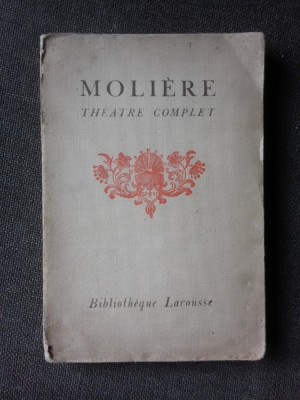 MOLIÈRE
THEATRE COMPLET
Bibliothèque Larousse